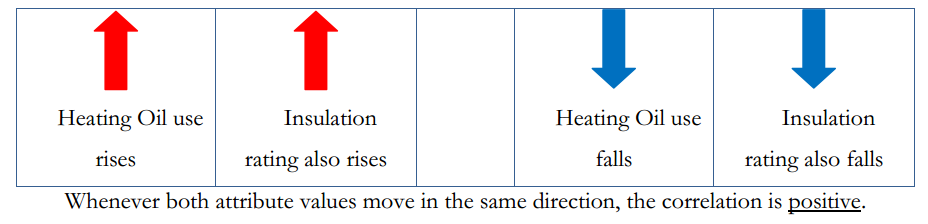 Heating Oil use
rises
Insulation
rating also rises
Heating Oil use
falls
Insulation
rating also falls
Whenever both attribute values move in the same direction, the correlation is positive.